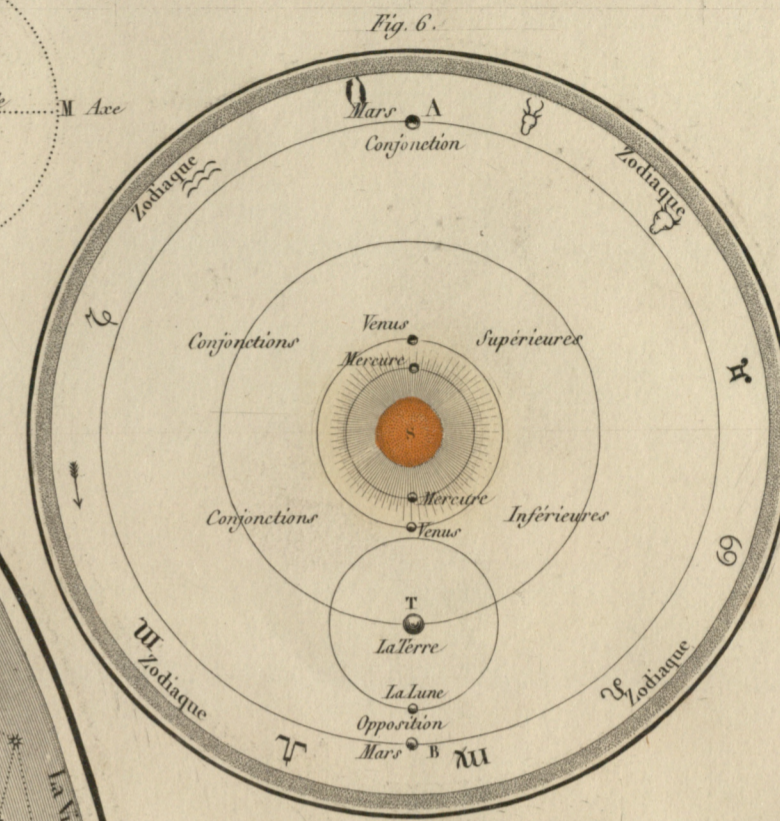 Fig. 6.
M Axe
Mars A
Conjonction
Zodiaque
Zodiaque
Venus
Conjonctions Supérieures
Mercure
S
Mercure
Conjonctions Inférieures
Venus
T
La Terre
Zodiaque
Zodiaque
La Lune
Opposition
Mars B